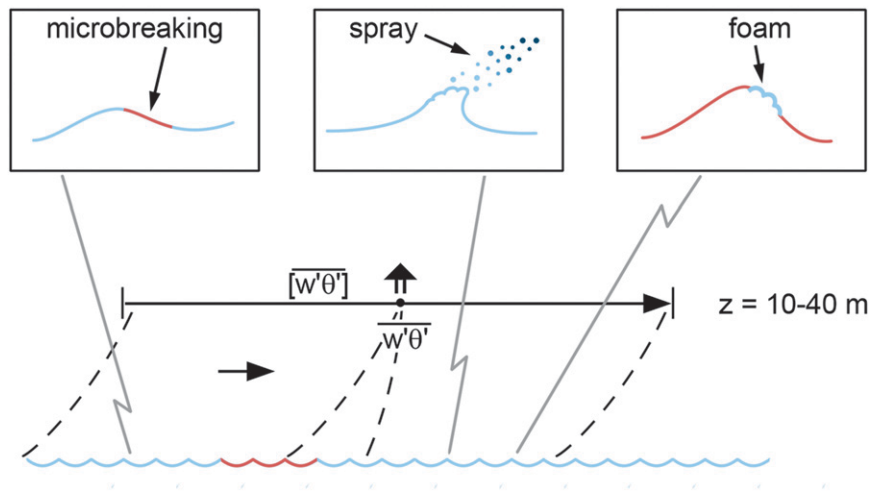 microbreaking
spray
foam
[w'θ']
w'θ'
z = 10-40 m